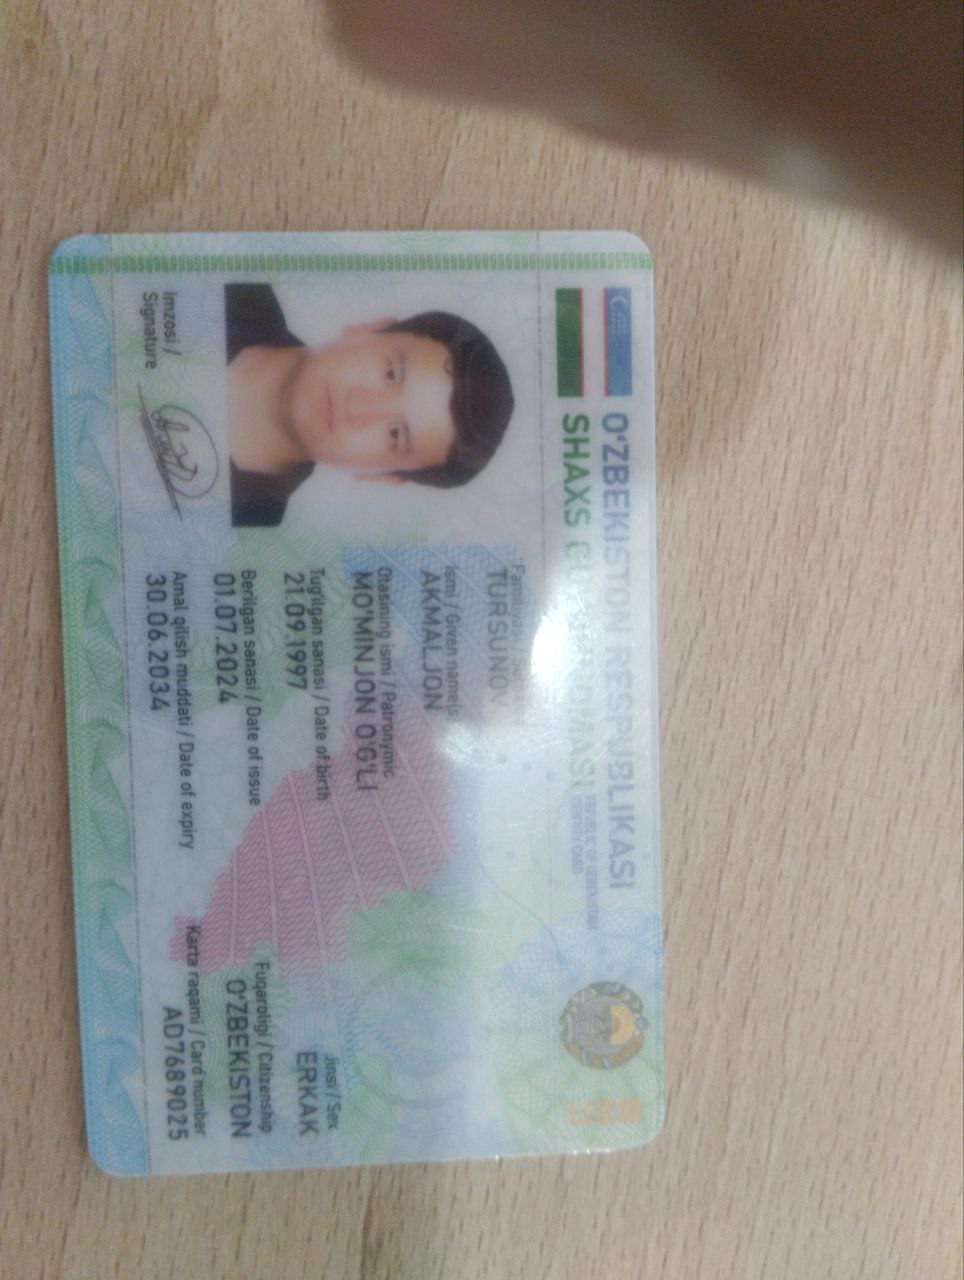 O'ZBEKISTON RESPUBLIKASI
REPUBLIC OF UZBEKISTAN
SHAXS GUVOHNOMASI
IDENTITY CARD
Familiyasi / Surname
TURSUNOV
Ismi / Given name(s)
AKMALJON
Otasining ismi / Patronymic
MO'MINJON O'G'LI
Tug'ilgan sanasi / Date of birth
21.09.1997
Jinsi / Sex
ERKAK
Berilgan sanasi / Date of issue
01.07.2024
Fuqaroligi / Citizenship
O'ZBEKISTON
Amal qilish muddati / Date of expiry
30.06.2034
Karta raqami / Card number
AD7689025
Imzosi /
Signature